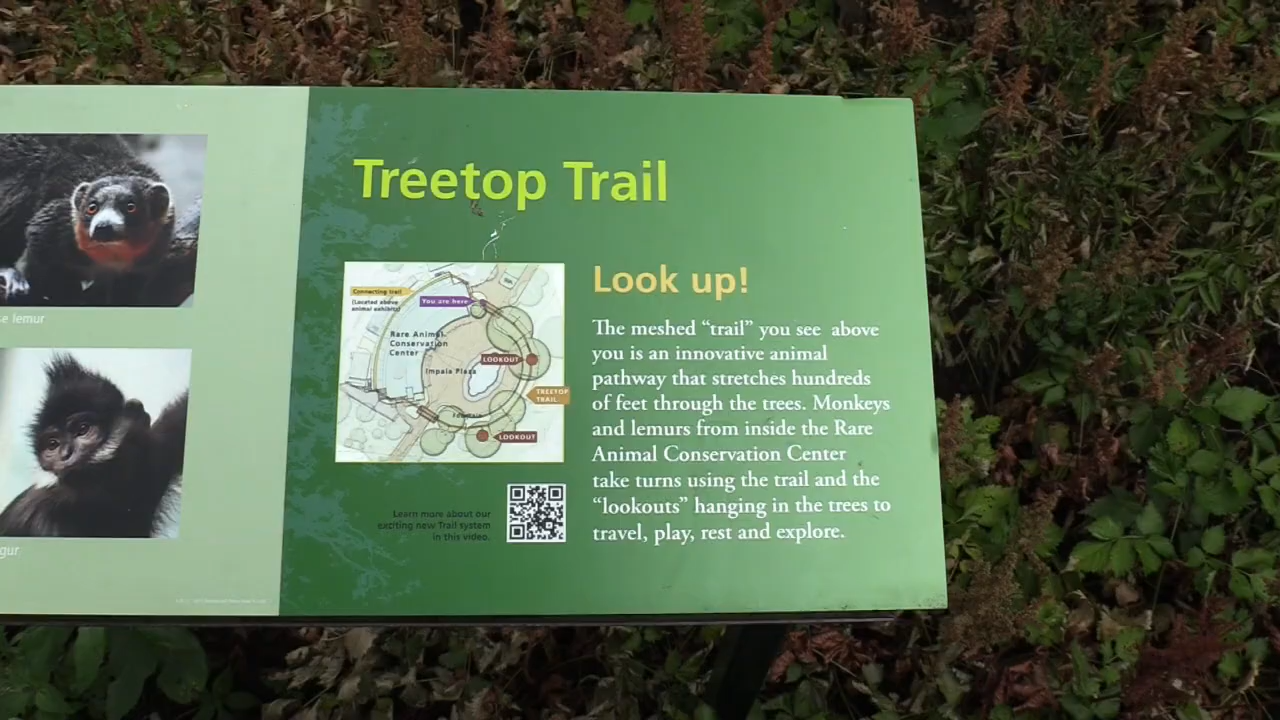 se lemur
gur
Treetop Trail
Connecting trail
(Located above
animal exhibits)
You are here
Rare Animal
Conservation
Center
LOOKOUT
Impala Plaza
TREETOP
TRAIL
Fountain
LOOKOUT
Learn more about our
exciting new Trail system
in this video.
Look up!
The meshed “trail” you see above
you is an innovative animal
pathway that stretches hundreds
of feet through the trees. Monkeys
and lemurs from inside the Rare
Animal Conservation Center
take turns using the trail and the
“lookouts” hanging in the trees to
travel, play, rest and explore.